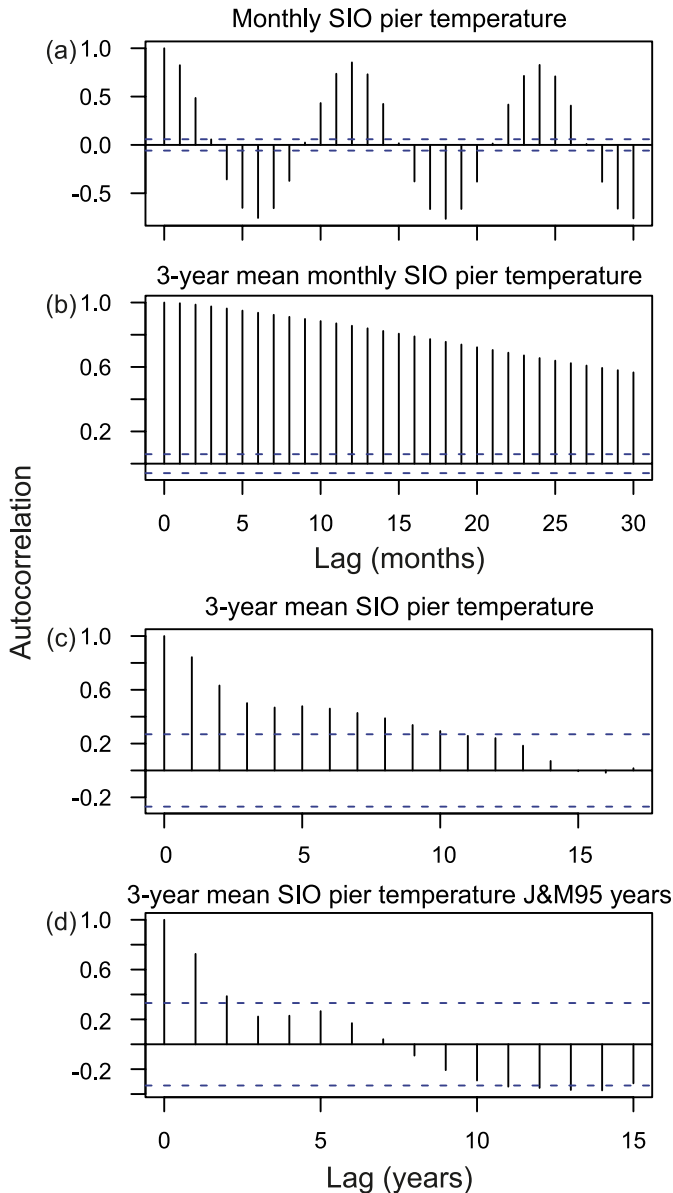 Monthly SIO pier temperature
(a)
1.0
0.5
0.0
-0.5
3-year mean monthly SIO pier temperature
(b)
1.0
0.6
0.2
0 5 10 15 20 25 30
Lag (months)
Autocorrelation
3-year mean SIO pier temperature
(c)
1.0
0.6
0.2
-0.2
0 5 10 15
3-year mean SIO pier temperature J&M95 years
(d)
1.0
0.6
0.2
-0.2
0 5 10 15
Lag (years)